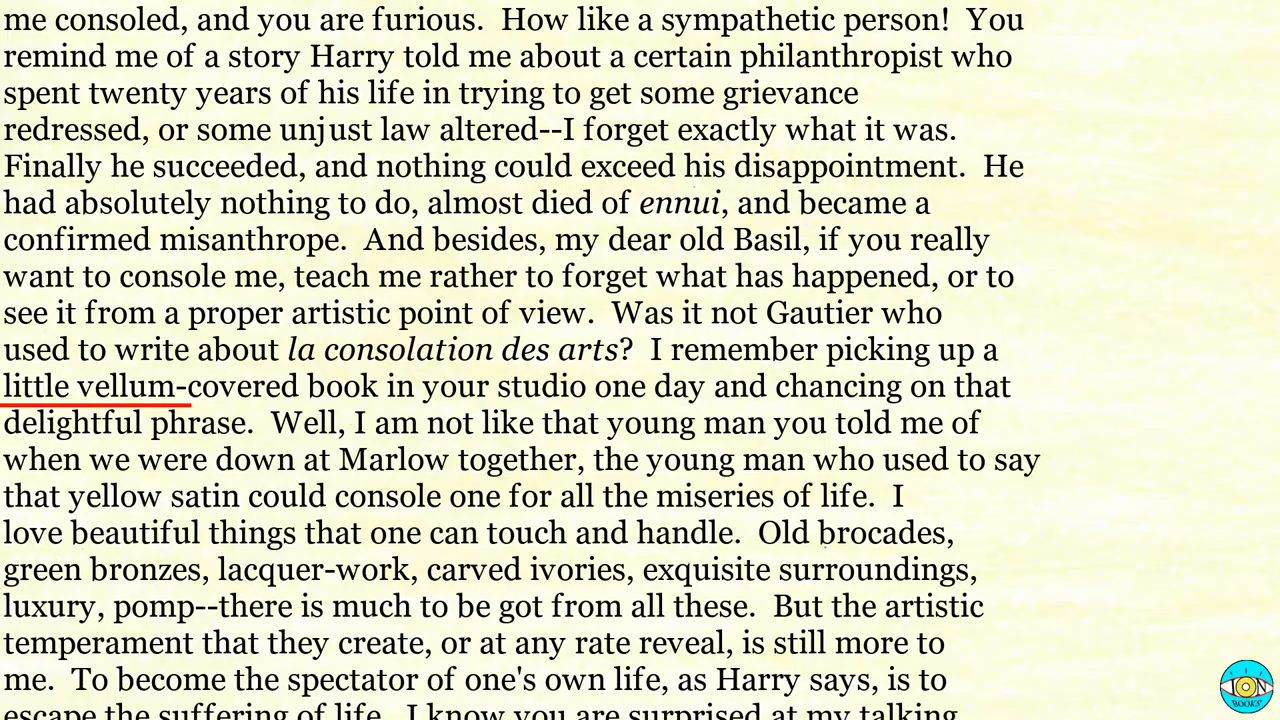 me consoled, and you are furious.  How like a sympathetic person!  You
remind me of a story Harry told me about a certain philanthropist who
spent twenty years of his life in trying to get some grievance
redressed, or some unjust law altered--I forget exactly what it was.
Finally he succeeded, and nothing could exceed his disappointment.  He
had absolutely nothing to do, almost died of ennui, and became a
confirmed misanthrope.  And besides, my dear old Basil, if you really
want to console me, teach me rather to forget what has happened, or to
see it from a proper artistic point of view.  Was it not Gautier who
used to write about la consolation des arts?  I remember picking up a
little vellum-covered book in your studio one day and chancing on that
delightful phrase.  Well, I am not like that young man you told me of
when we were down at Marlow together, the young man who used to say
that yellow satin could console one for all the miseries of life.  I
love beautiful things that one can touch and handle.  Old brocades,
green bronzes, lacquer-work, carved ivories, exquisite surroundings,
luxury, pomp--there is much to be got from all these.  But the artistic
temperament that they create, or at any rate reveal, is still more to
me.  To become the spectator of one's own life, as Harry says, is to
escape the suffering of life.  I know you are surprised at my talking
ION
BOOKS